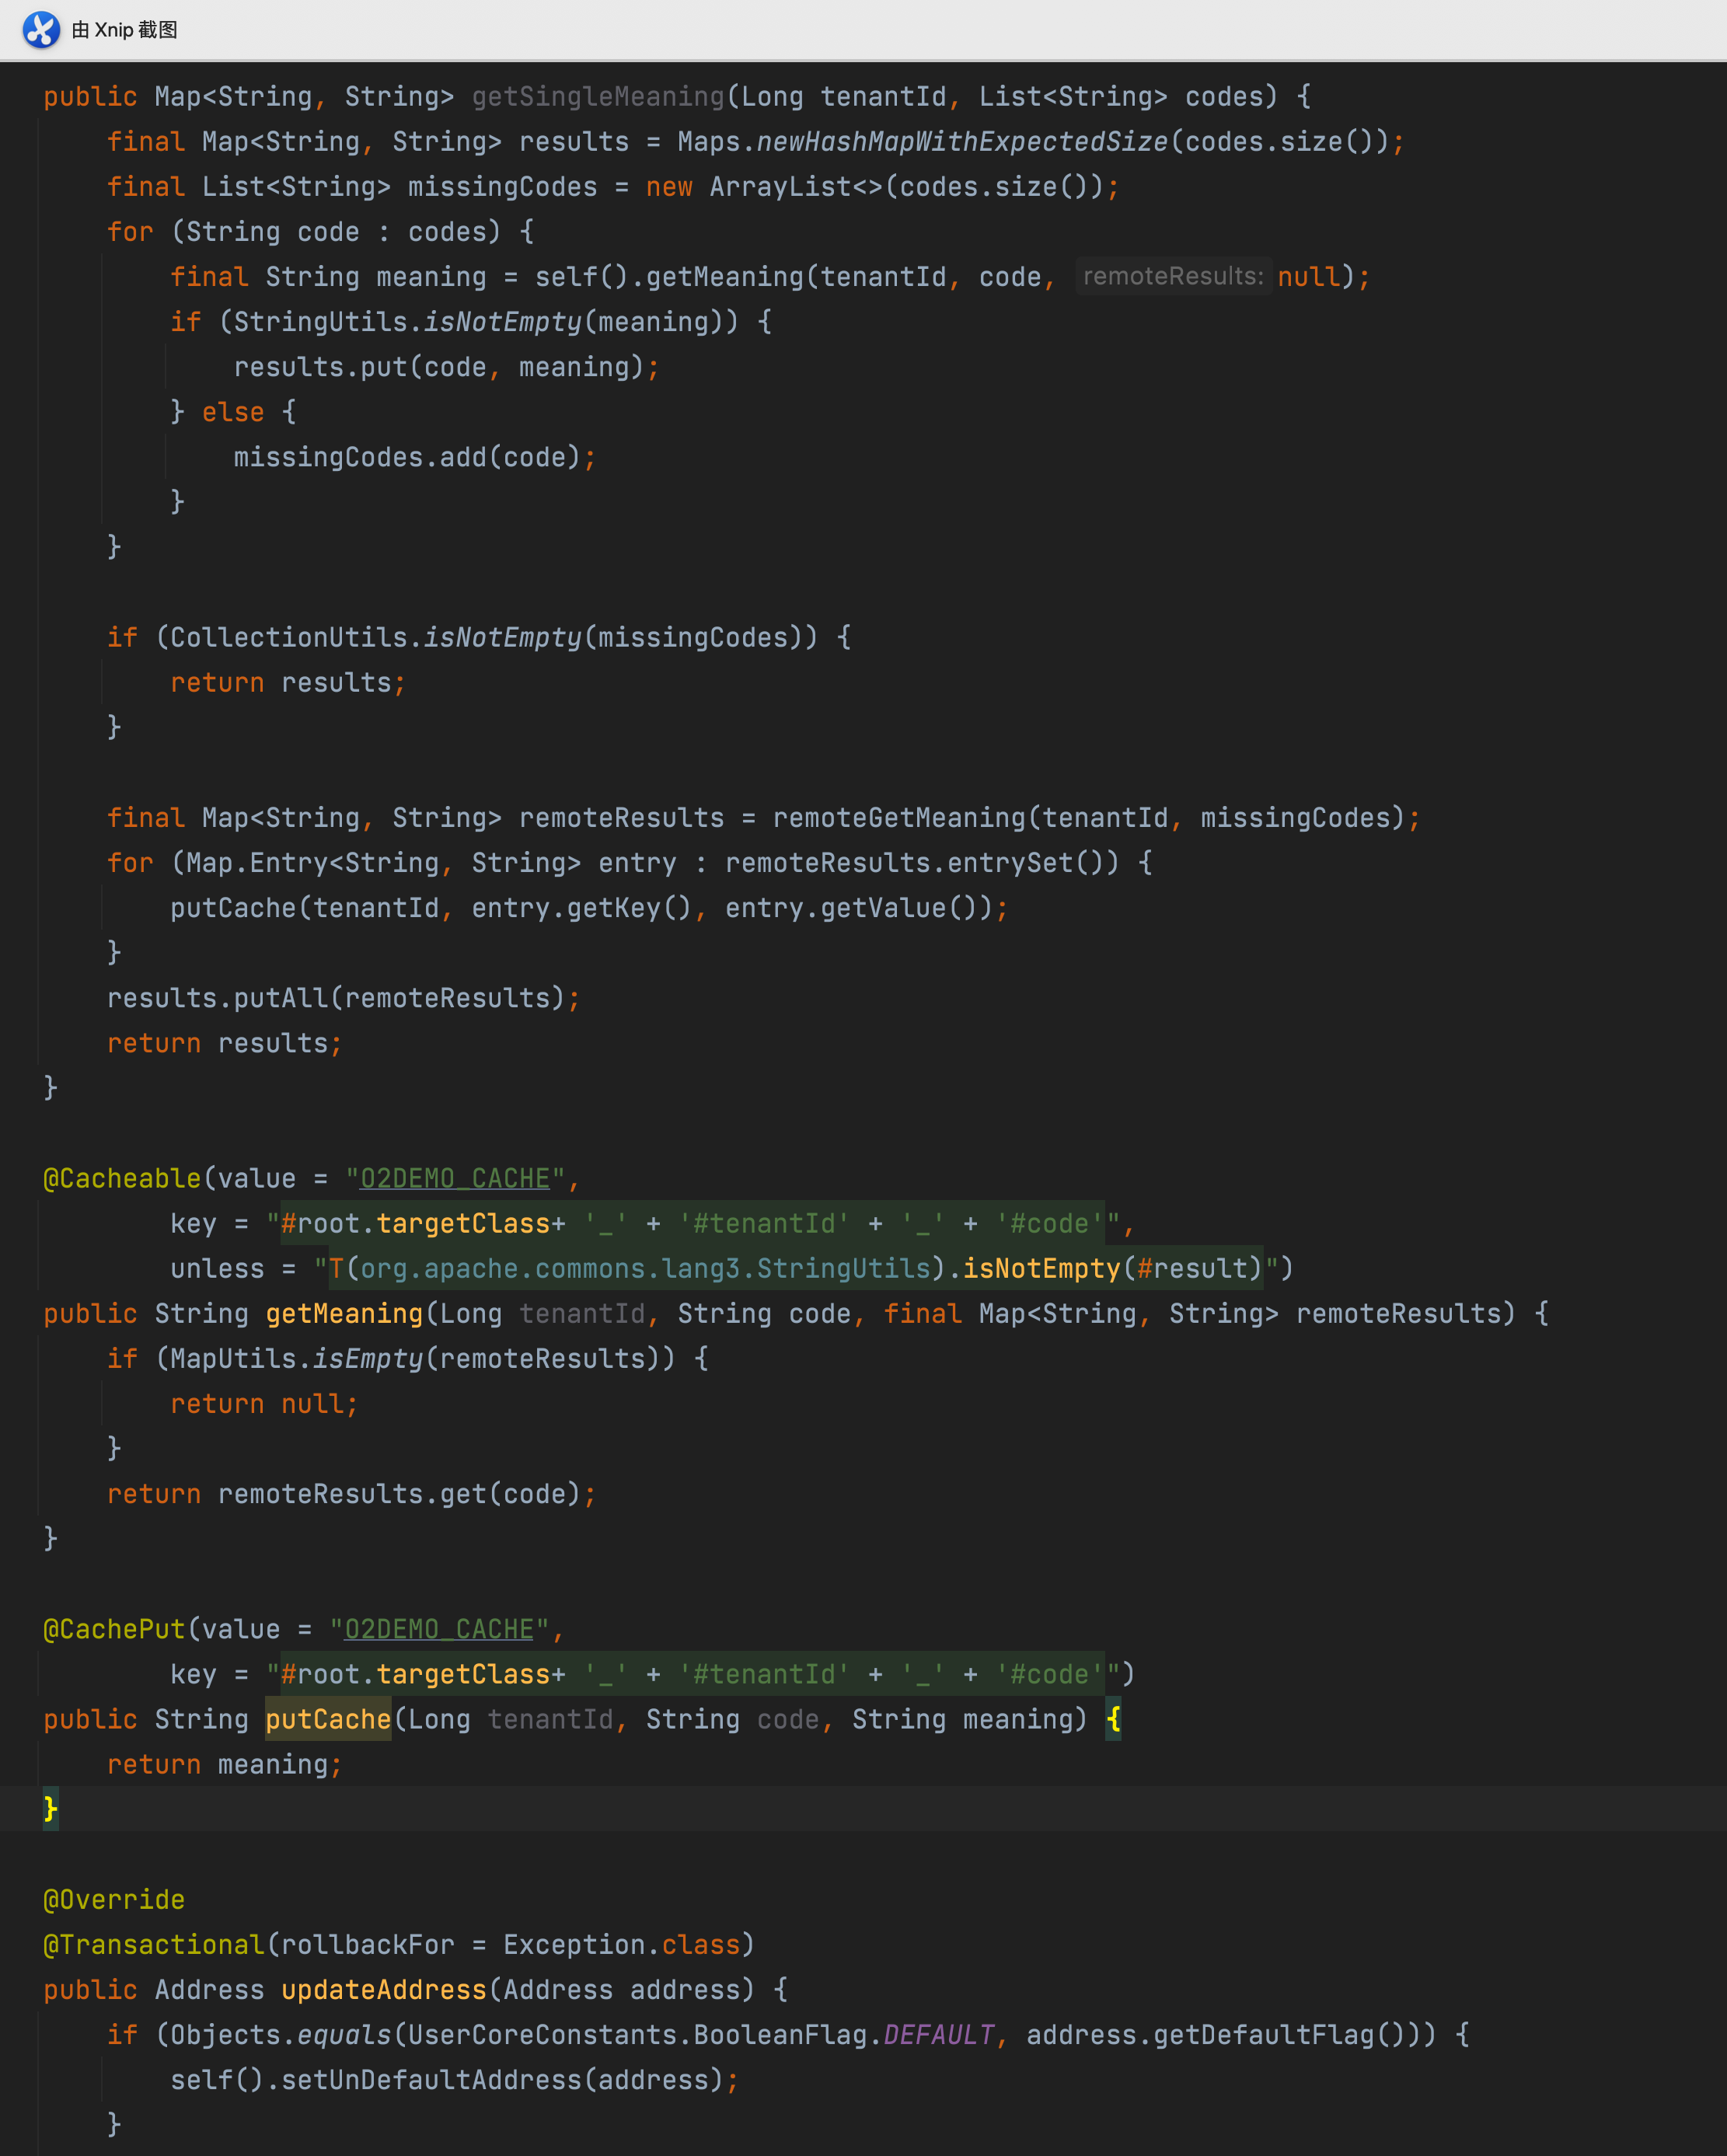 由 Xnip 截图
public Map<String, String> getSingleMeaning(Long tenantId, List<String> codes) {
    final Map<String, String> results = Maps.newHashMapWithExpectedSize(codes.size());
    final List<String> missingCodes = new ArrayList<>(codes.size());
    for (String code : codes) {
        final String meaning = self().getMeaning(tenantId, code, remoteResults: null);
        if (StringUtils.isNotEmpty(meaning)) {
            results.put(code, meaning);
        } else {
            missingCodes.add(code);
        }
    }
    if (CollectionUtils.isNotEmpty(missingCodes)) {
        return results;
    }
    final Map<String, String> remoteResults = remoteGetMeaning(tenantId, missingCodes);
    for (Map.Entry<String, String> entry : remoteResults.entrySet()) {
        putCache(tenantId, entry.getKey(), entry.getValue());
    }
    results.putAll(remoteResults);
    return results;
}
@Cacheable(value = "O2DEMO_CACHE",
        key = "#root.targetClass+ '_' + '#tenantId' + '_' + '#code'",
        unless = "T(org.apache.commons.lang3.StringUtils).isNotEmpty(#result)")
public String getMeaning(Long tenantId, String code, final Map<String, String> remoteResults) {
    if (MapUtils.isEmpty(remoteResults)) {
        return null;
    }
    return remoteResults.get(code);
}
@CachePut(value = "O2DEMO_CACHE",
        key = "#root.targetClass+ '_' + '#tenantId' + '_' + '#code'")
public String putCache(Long tenantId, String code, String meaning) {
    return meaning;
}
@Override
@Transactional(rollbackFor = Exception.class)
public Address updateAddress(Address address) {
    if (Objects.equals(UserCoreConstants.BooleanFlag.DEFAULT, address.getDefaultFlag())) {
        self().setUnDefaultAddress(address);
    }